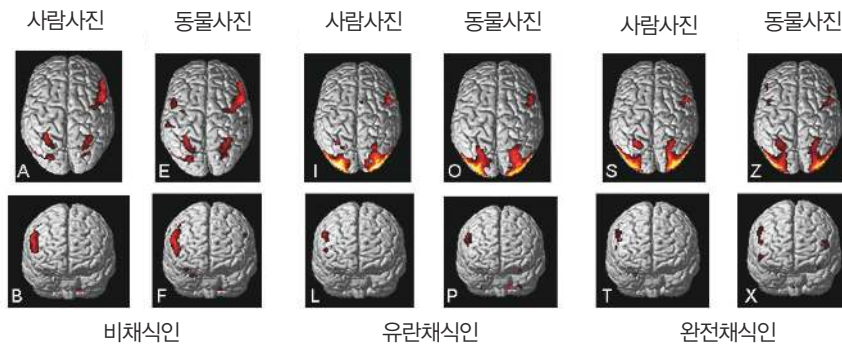 사람사진 동물사진 사람사진 동물사진 사람사진 동물사진
A E I O S Z
B F L P T X
비채식인 유란채식인 완전채식인